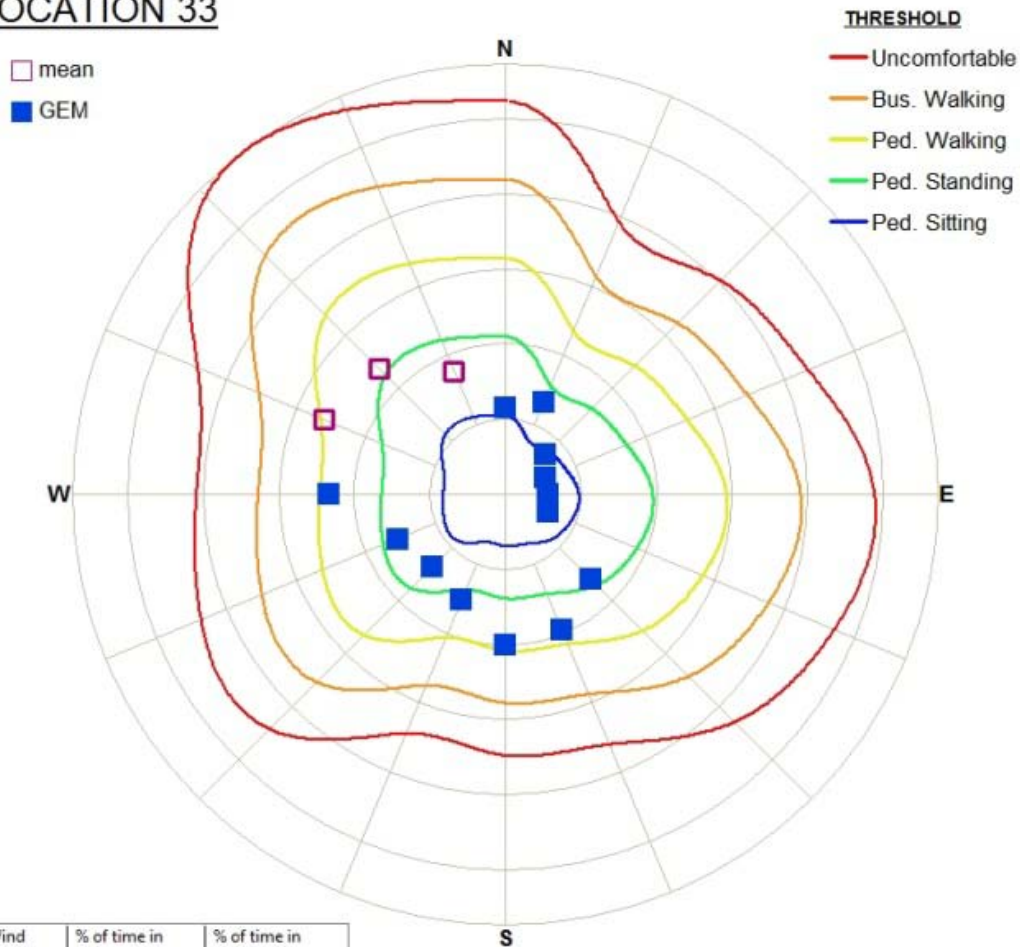 OCATION 33
THRESHOLD
Uncomfortable
Bus. Walking
Ped. Walking
Ped. Standing
Ped. Sitting
mean
GEM
N
W
E
S
% of time in
% of time in